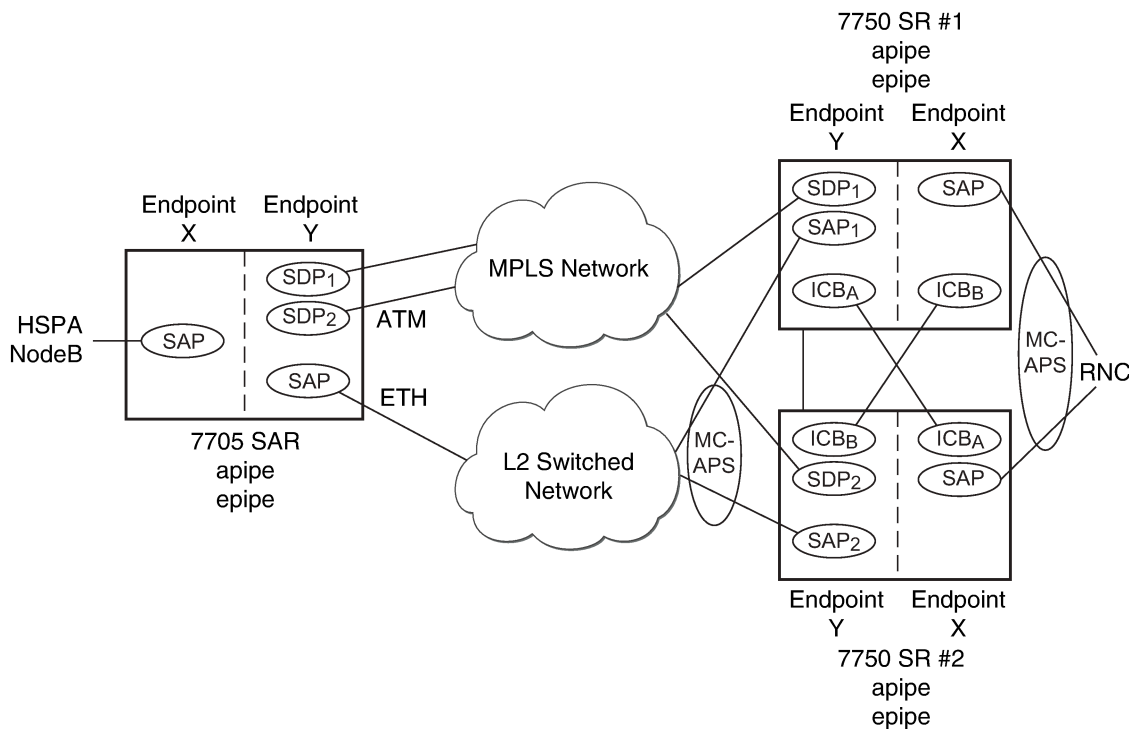 7750 SR #1
apipe
epipe
Endpoint
Y
Endpoint
X
SDP1
SAP
SAP1
ICBA
ICBB
Endpoint
X
Endpoint
Y
SDP1
SDP2
SAP
SAP
HSPA
NodeB
ATM
ETH
7705 SAR
apipe
epipe
MPLS Network
L2 Switched
Network
MC-
APS
MC-
APS
RNC
ICBB
ICBA
SDP2
SAP
SAP2
Endpoint
Y
Endpoint
X
7750 SR #2
apipe
epipe